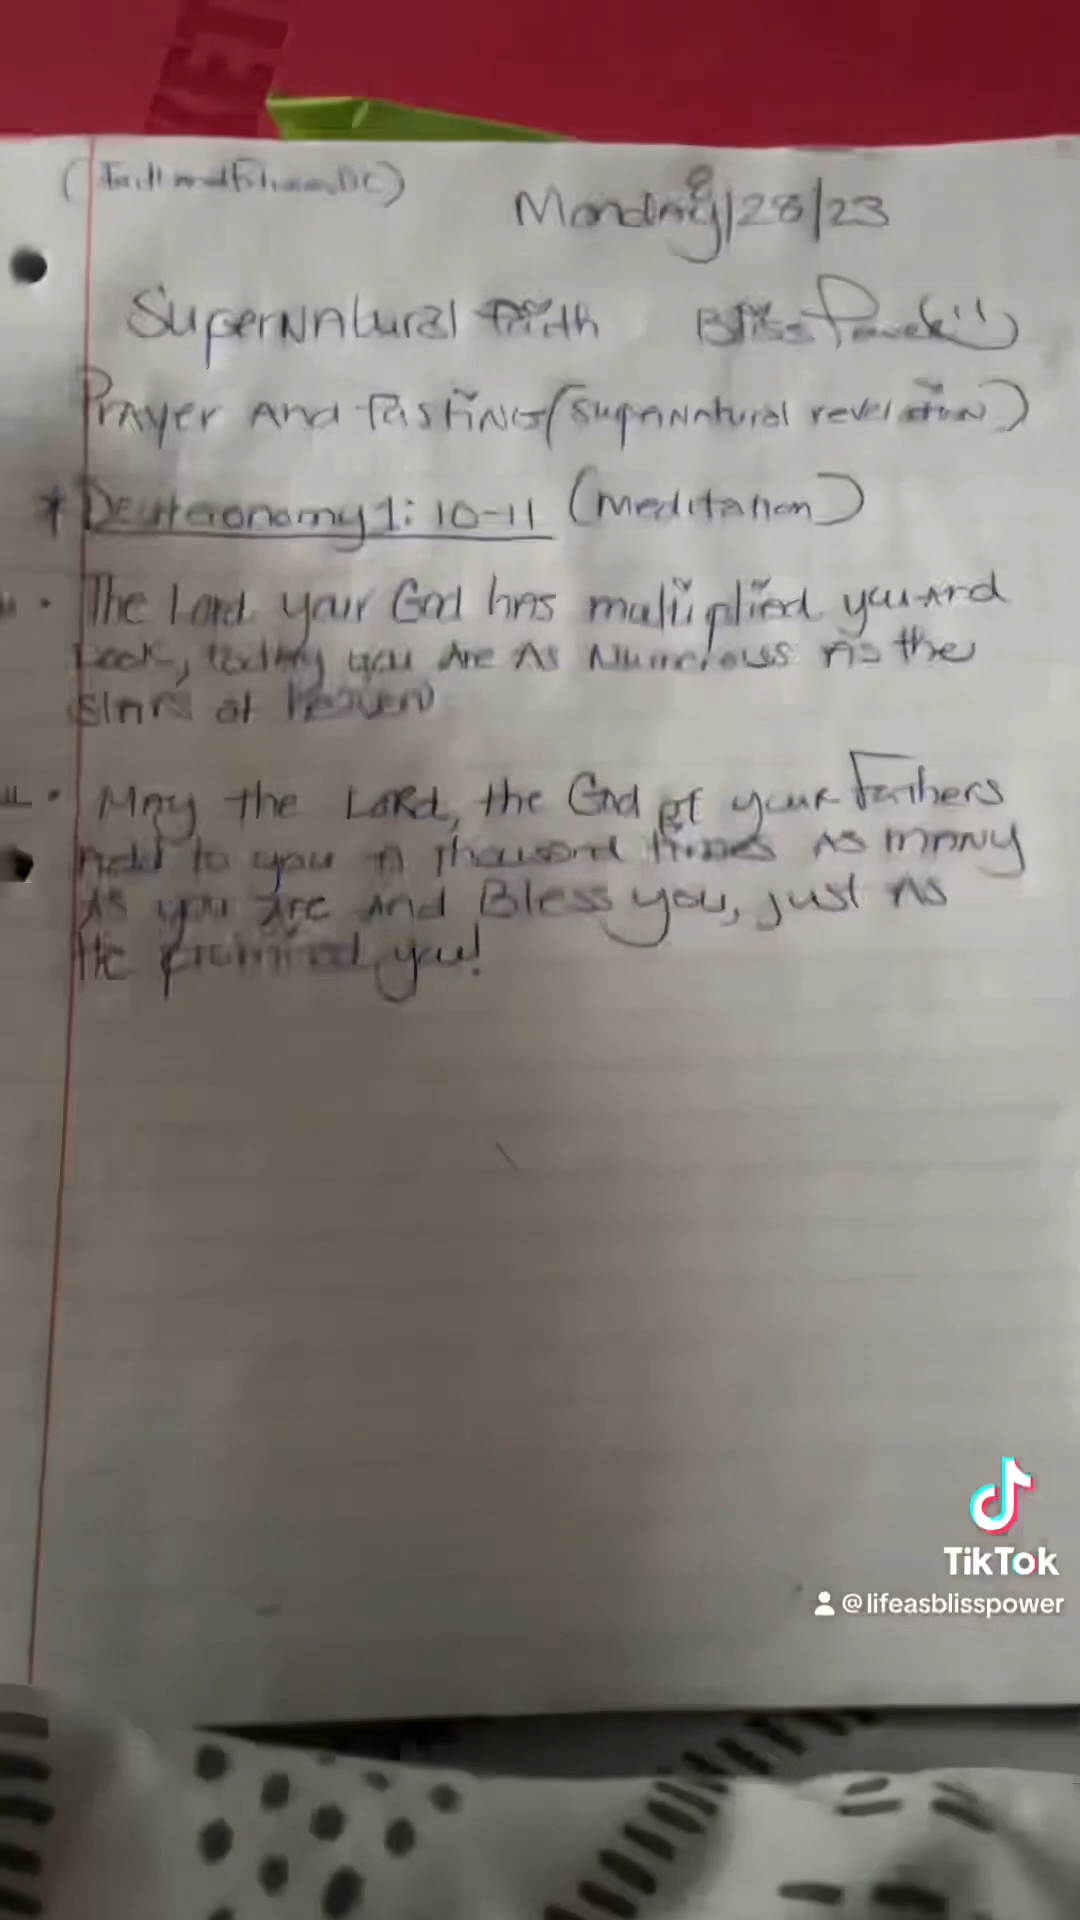 Monday 8/28/23
Supernatural Faith Bliss Power :)
Prayer And Fasting (Supernatural revelation)
* Deuteronomy 1: 10-11 (Meditation)
• The Lord your God has multiplied you and
Look, today you Are As Numerous As the
stars of Heaven
• May the Lord, the God of your Fathers
Add to you A Thousand times As many
As you Are And Bless you, just As
He promised you!
TikTok
@lifeasblisspower